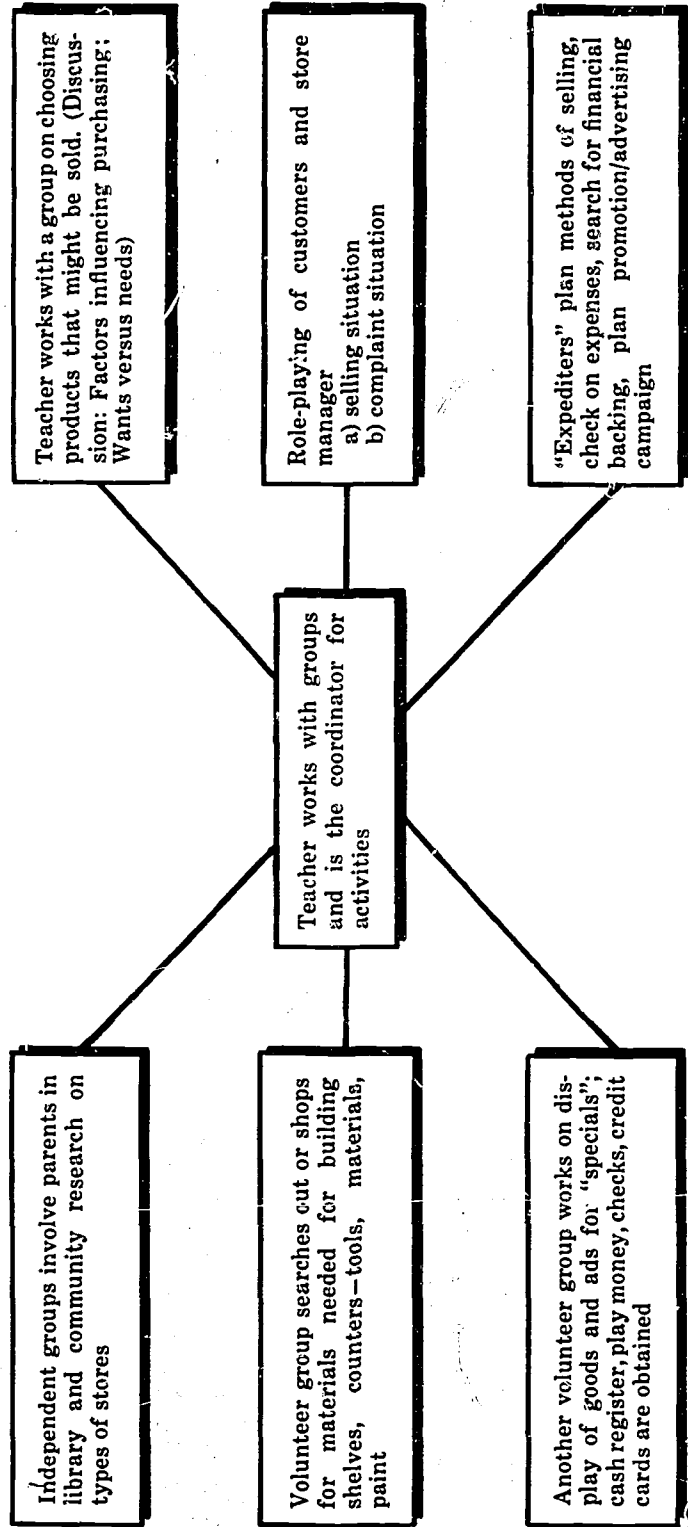 Independent groups involve parents in
library and community research on
types of stores
Teacher works with a group on choosing
products that might be sold. (Discus-
sion: Factors influencing purchasing;
Wants versus needs)
Volunteer group searches out or shops
for materials needed for building
shelves, counters—tools, materials,
paint
Teacher works with groups
and is the coordinator for
activities
Role-playing of customers and store
manager
a) selling situation
b) complaint situation
Another volunteer group works on dis-
play of goods and ads for “specials”;
cash register, play money, checks, credit
cards are obtained
“Expediters” plan methods of selling,
check on expenses, search for financial
backing, plan promotion/advertising
campaign